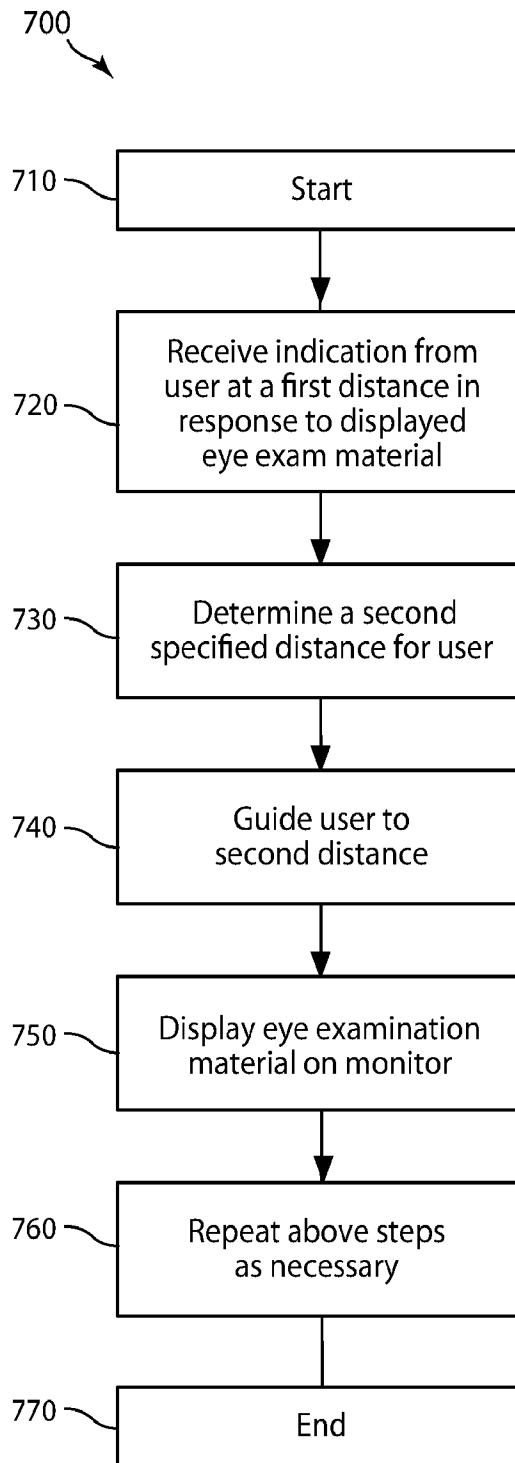 700
710
Start
720
Receive indication from
user at a first distance in
response to displayed
eye exam material
730
Determine a second
specified distance for user
740
Guide user to
second distance
750
Display eye examination
material on monitor
760
Repeat above steps
as necessary
770
End